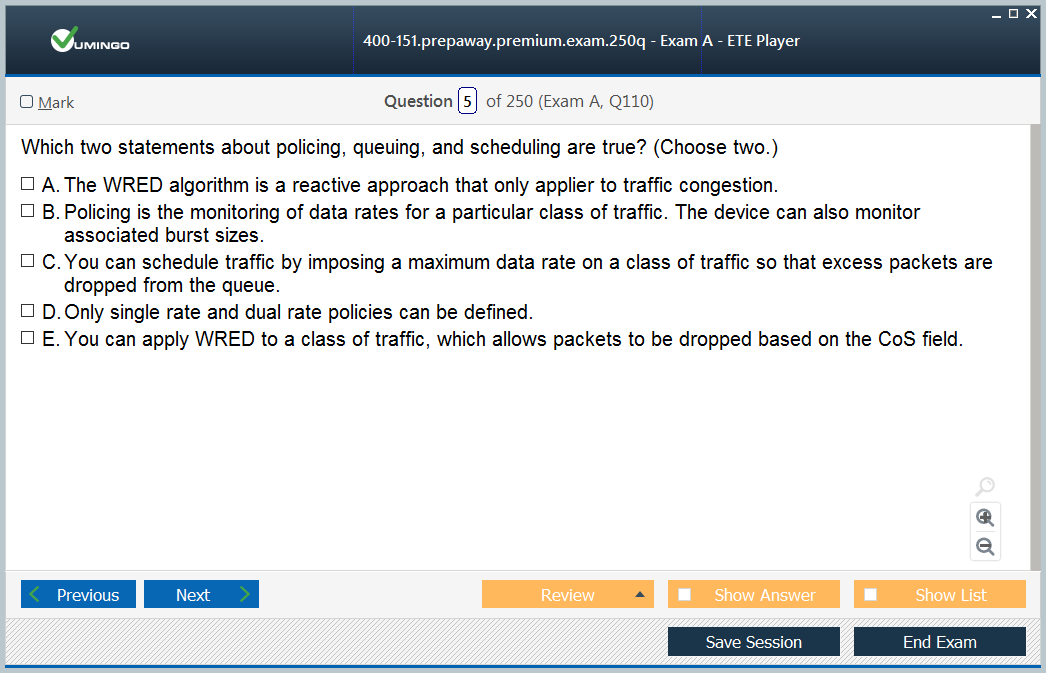 VUMINGO
400-151.prepaway.premium.exam.250q - Exam A - ETE Player
Mark
Question 5 of 250 (Exam A, Q110)
Which two statements about policing, queuing, and scheduling are true? (Choose two.)
A. The WRED algorithm is a reactive approach that only applier to traffic congestion.
B. Policing is the monitoring of data rates for a particular class of traffic. The device can also monitor
associated burst sizes.
C. You can schedule traffic by imposing a maximum data rate on a class of traffic so that excess packets are
dropped from the queue.
D. Only single rate and dual rate policies can be defined.
E. You can apply WRED to a class of traffic, which allows packets to be dropped based on the CoS field.
Previous Next Review Show Answer Show List
Save Session End Exam